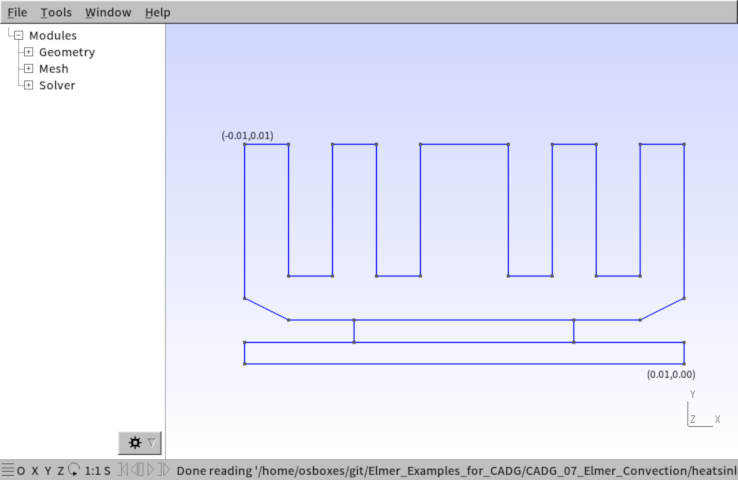 File Tools Window Help
Modules
Geometry
Mesh
Solver
(-0.01,0.01)
(0.01,0.00)
Y
Z X
O X Y Z 1:1 S Done reading '/home/osboxes/git/Elmer_Examples_for_CADG/CADG_07_Elmer_Convection/heatsinl